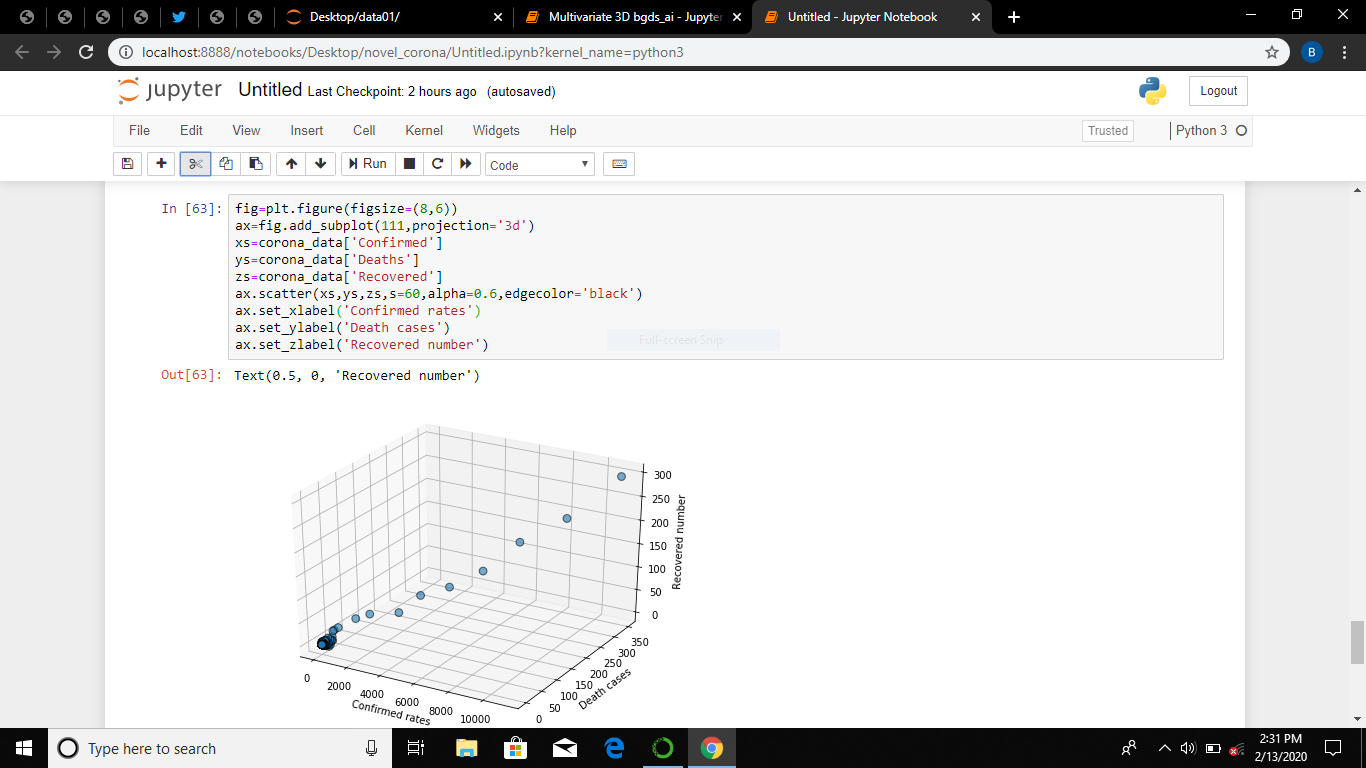 Desktop/data01/
Multivariate 3D bgds_ai - Jupyter
Untitled - Jupyter Notebook
localhost:8888/notebooks/Desktop/novel_corona/Untitled.ipynb?kernel_name=python3
B
jupyter Untitled Last Checkpoint: 2 hours ago (autosaved)
Logout
File Edit View Insert Cell Kernel Widgets Help
Trusted
Python 3
Run
Code
In [63]:
fig=plt.figure(figsize=(8,6))
ax=fig.add_subplot(111,projection='3d')
xs=corona_data['Confirmed']
ys=corona_data['Deaths']
zs=corona_data['Recovered']
ax.scatter(xs,ys,zs,s=60,alpha=0.6,edgecolor='black')
ax.set_xlabel('Confirmed rates')
ax.set_ylabel('Death cases')
ax.set_zlabel('Recovered number')
Full-screen Snip
Out[63]: Text(0.5, 0, 'Recovered number')
300
250
200
150
100
50
0
Recovered number
350
300
250
200
150
100
50
0
Death cases
0
2000
4000
6000
8000
10000
Confirmed rates
Type here to search
2:31 PM
2/13/2020